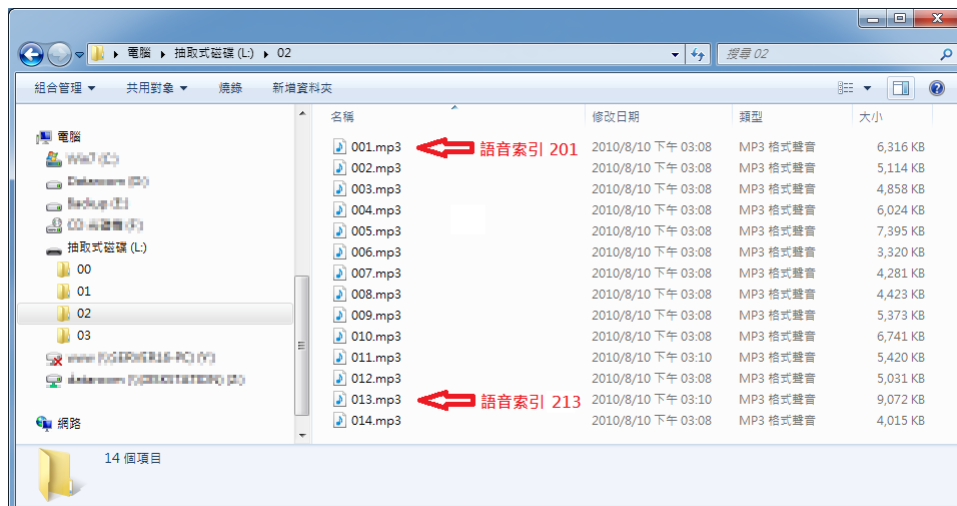 電腦 ▸ 抽取式磁碟 (L:) ▸ 02
搜尋 02
組合管理 ▼ 共用對象 ▼ 燒錄 新增資料夾
名稱 修改日期 類型 大小
電腦
抽取式磁碟 (L:)
00
01
02
03
網路
001.mp3 語音索引 201 2010/8/10 下午 03:08 MP3 格式聲音 6,316 KB
002.mp3 2010/8/10 下午 03:08 MP3 格式聲音 5,114 KB
003.mp3 2010/8/10 下午 03:08 MP3 格式聲音 4,858 KB
004.mp3 2010/8/10 下午 03:08 MP3 格式聲音 6,024 KB
005.mp3 2010/8/10 下午 03:08 MP3 格式聲音 7,395 KB
006.mp3 2010/8/10 下午 03:08 MP3 格式聲音 3,320 KB
007.mp3 2010/8/10 下午 03:08 MP3 格式聲音 4,281 KB
008.mp3 2010/8/10 下午 03:08 MP3 格式聲音 4,423 KB
009.mp3 2010/8/10 下午 03:08 MP3 格式聲音 5,373 KB
010.mp3 2010/8/10 下午 03:08 MP3 格式聲音 6,741 KB
011.mp3 2010/8/10 下午 03:10 MP3 格式聲音 5,420 KB
012.mp3 2010/8/10 下午 03:08 MP3 格式聲音 5,031 KB
013.mp3 語音索引 213 2010/8/10 下午 03:10 MP3 格式聲音 9,072 KB
014.mp3 2010/8/10 下午 03:08 MP3 格式聲音 4,015 KB
14 個項目